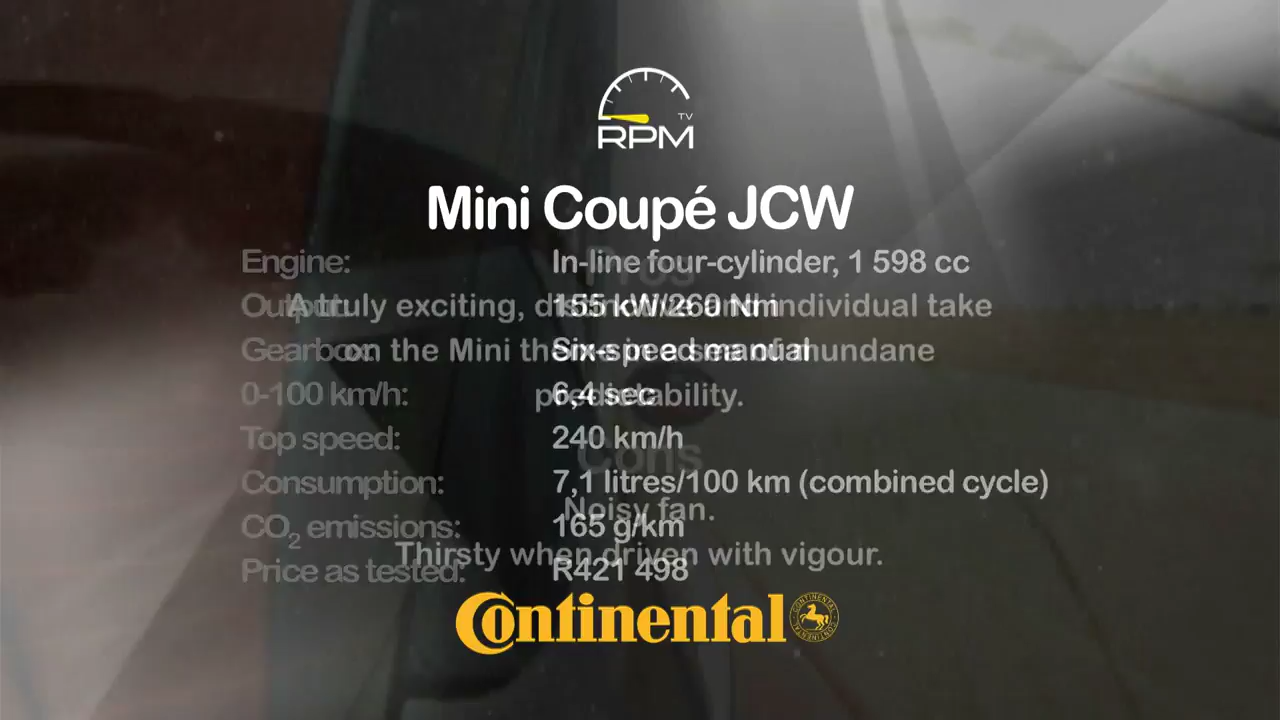 TV
RPM
Mini Coupé JCW
Pros
Engine: In-line four-cylinder, 1 598 cc
Output: 155 kW/260 Nm
A truly exciting, individual take
Gearbox: Six-speed manual
on the Mini mundane
0-100 km/h: 6,4 sec
predictability.
Top speed: 240 km/h
Cons
Consumption: 7,1 litres/100 km (combined cycle)
Noisy fan.
CO2 emissions: 165 g/km
Thirsty when driven with vigour.
Price as tested: R421 498
Continental